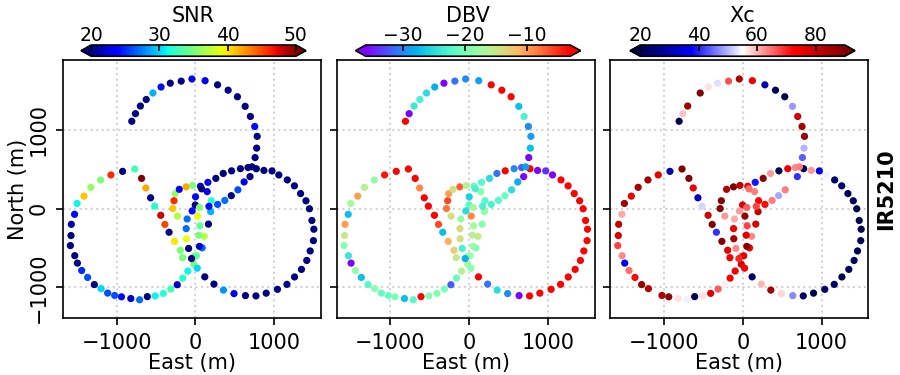 SNR DBV Xc
20 30 40 50 −30 −20 −10 20 40 60 80
North (m)
1000
0
−1000
IR5210
−1000 0 1000 −1000 0 1000 −1000 0 1000
East (m) East (m) East (m)